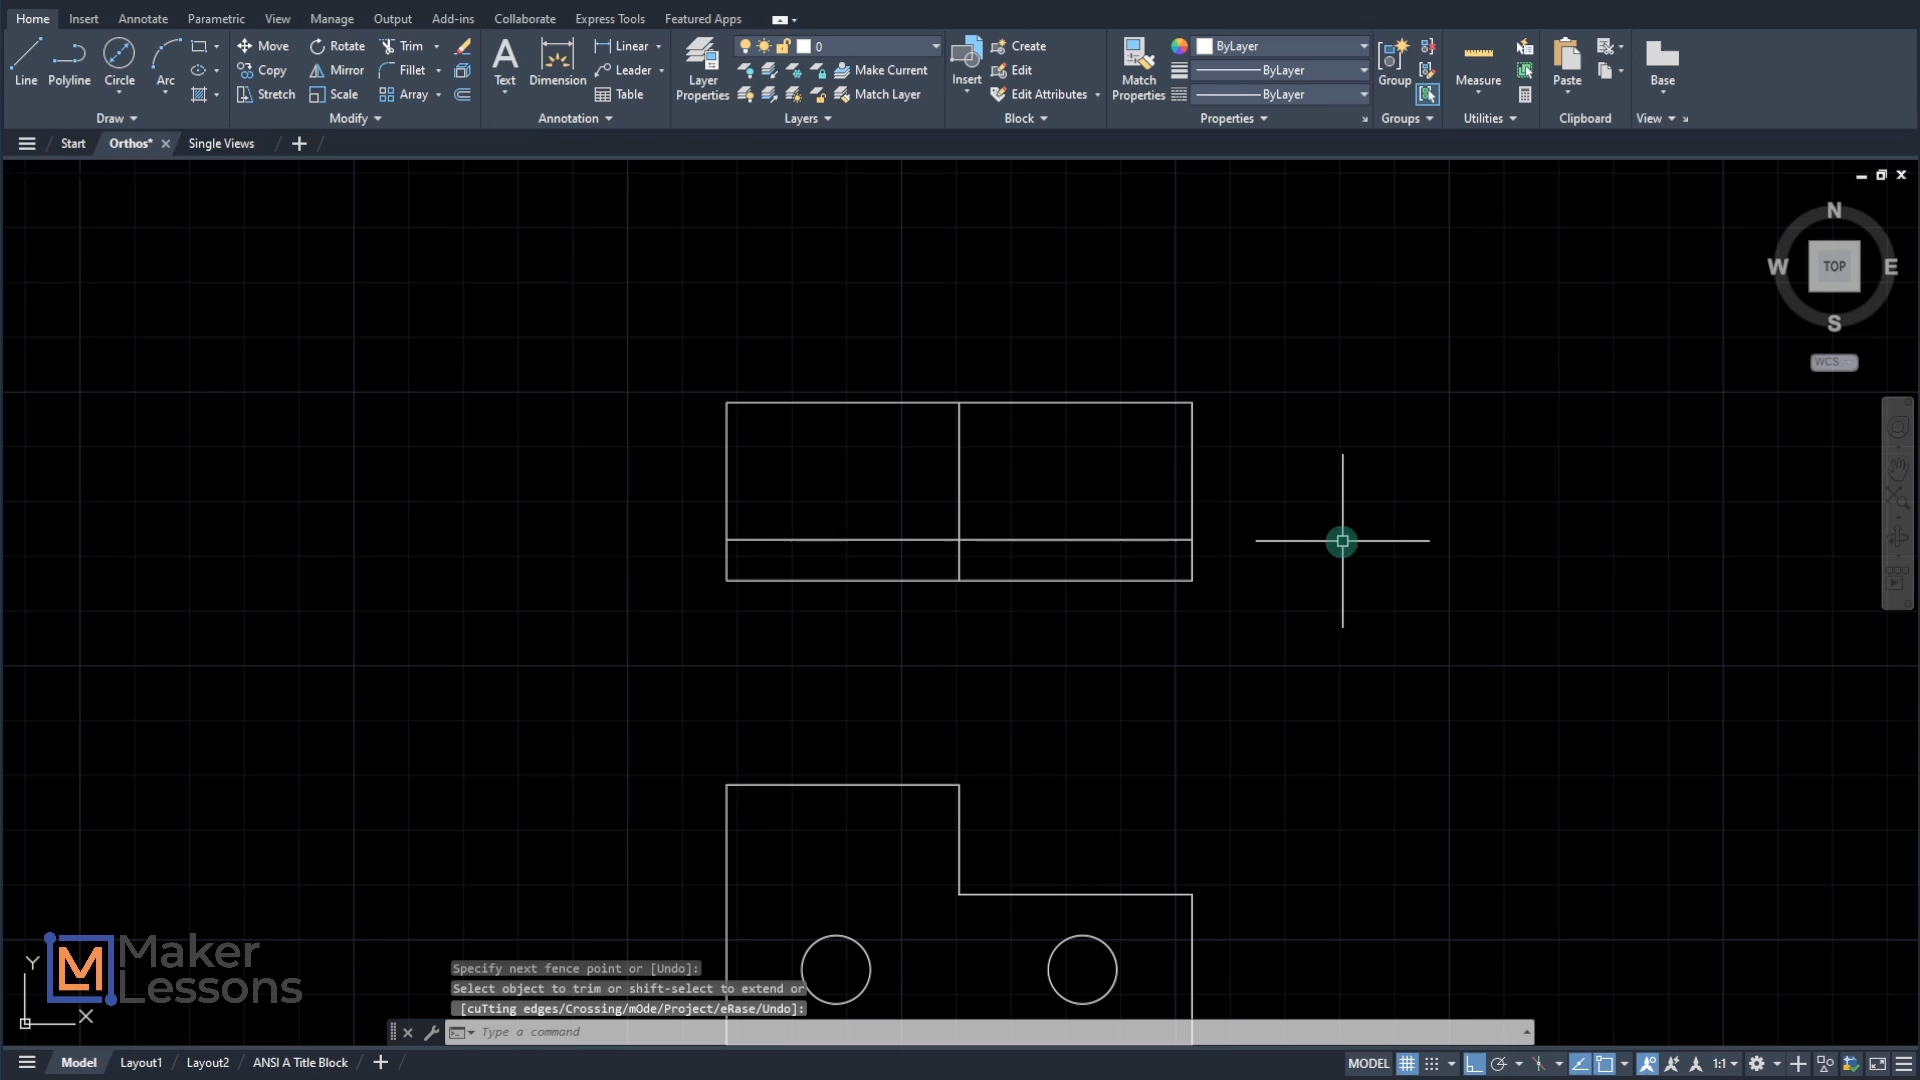 Home Insert Annotate Parametric View Manage Output Add-ins Collaborate Express Tools Featured Apps
Move Rotate Trim Linear 0 Create ByLayer
Copy Mirror Fillet Leader Make Current Edit ByLayer
Line Polyline Circle Arc Text Dimension Layer Insert Match Group Measure Paste Base
Properties Properties
Stretch Scale Array Table Match Layer Edit Attributes ByLayer
Draw Modify Annotation Layers Block Properties Groups Utilities Clipboard View
Start Orthos* Single Views
N
W TOP E
S
WCS
Maker
Lessons
M
Y
X
Specify next fence point or [Undo]:
Select object to trim or shift-select to extend or
[cuTting edges/Crossing/mOde/Project/eRase/Undo]:
Type a command
Model Layout1 Layout2 ANSI A Title Block MODEL 1:1